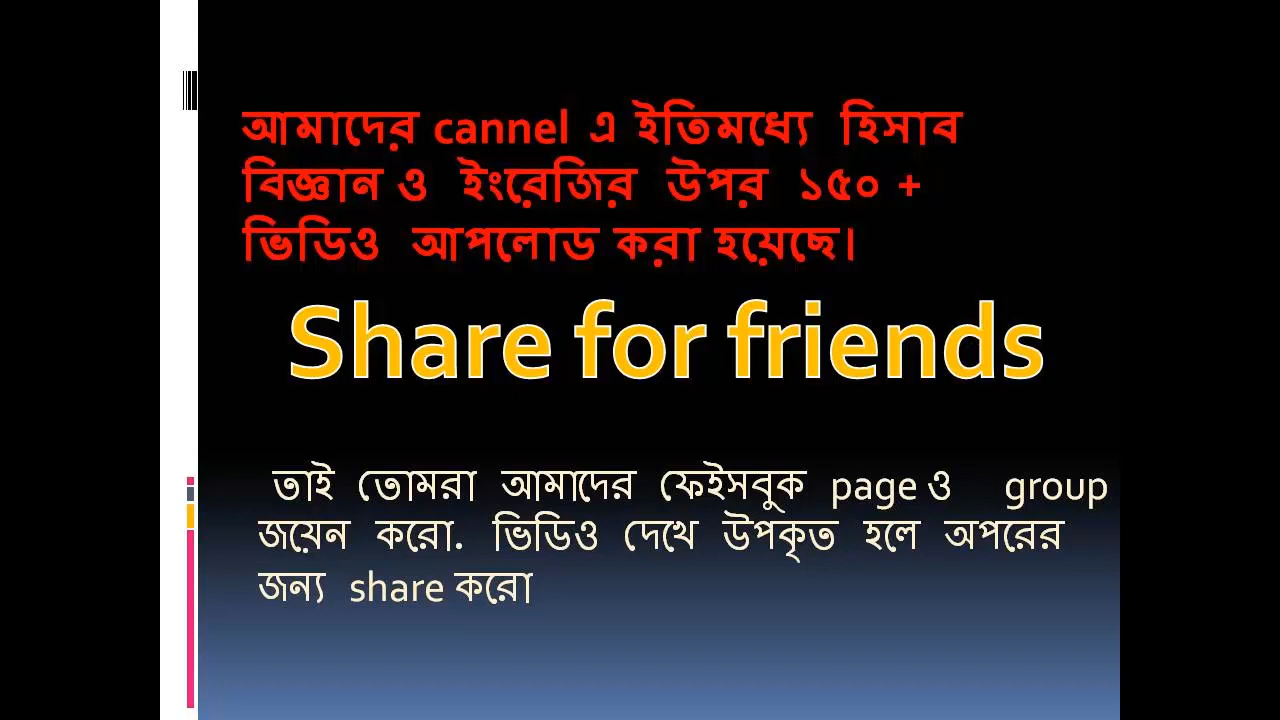 আমাদের cannel এ ইতিমধ্যে হিসাব
বিজ্ঞান ও ইংরেজির উপর ১৫০ +
ভিডিও আপলোড করা হয়েছে।
Share for friends
তাই তোমরা আমাদের ফেইসবুক page ও group
জয়েন করো. ভিডিও দেখে উপকৃত হলে অপরের
জন্য share করো